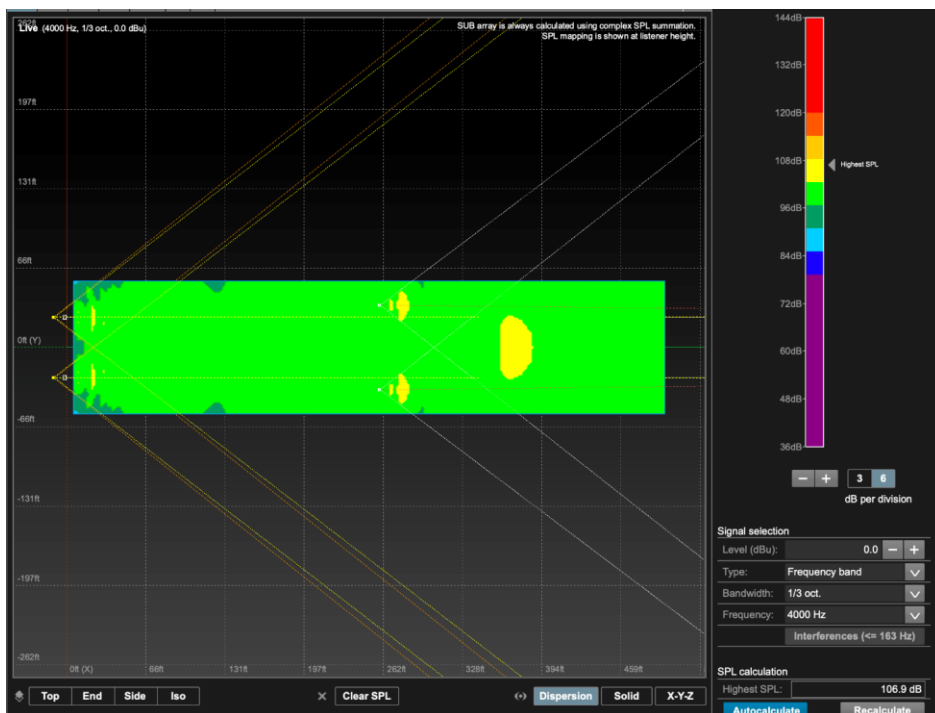 262ft
Live (4000 Hz, 1/3 oct., 0.0 dBu)
SUB array is always calculated using complex SPL summation.
SPL mapping is shown at listener height.
197ft
131ft
66ft
0ft (Y)
-66ft
-131ft
-197ft
-262ft
0ft (X)
66ft
131ft
197ft
262ft
328ft
394ft
459ft
Top
End
Side
Iso
Clear SPL
Dispersion
Solid
X-Y-Z
144dB
132dB
120dB
108dB
Highest SPL
96dB
84dB
72dB
60dB
48dB
36dB
3
6
dB per division
Signal selection
Level (dBu): 0.0
Type: Frequency band
Bandwidth: 1/3 oct.
Frequency: 4000 Hz
Interferences (<= 163 Hz)
SPL calculation
Highest SPL: 106.9 dB
Autocalculate
Recalculate